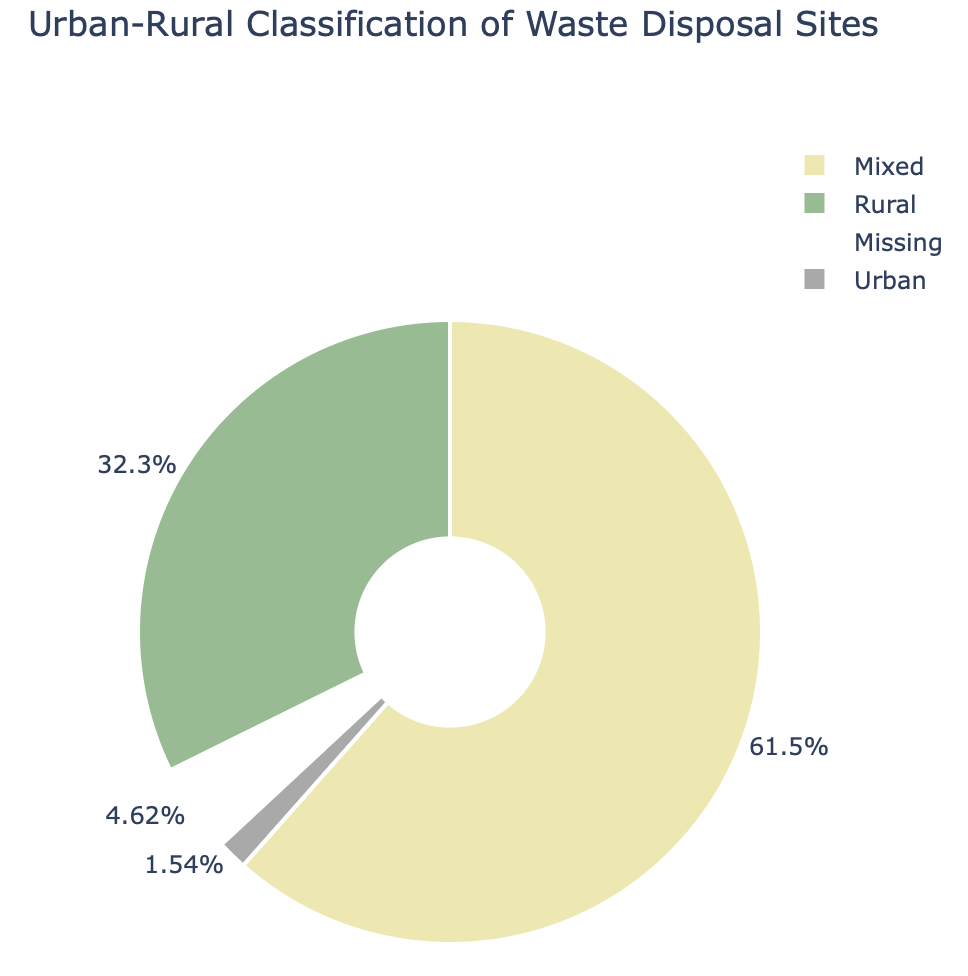 Urban-Rural Classification of Waste Disposal Sites
Mixed
Rural
Missing
Urban
32.3%
61.5%
4.62%
1.54%